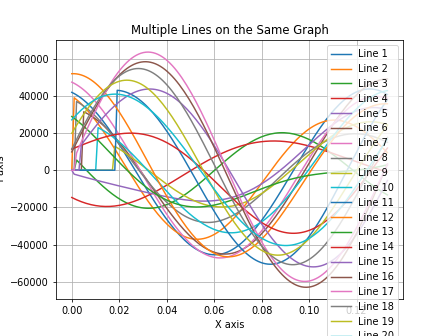 Multiple Lines on the Same Graph
60000
40000
20000
0
−20000
−40000
−60000
0.00
0.02
0.04
0.06
0.08
0.10
X axis
Line 1
Line 2
Line 3
Line 4
Line 5
Line 6
Line 7
Line 8
Line 9
Line 10
Line 11
Line 12
Line 13
Line 14
Line 15
Line 16
Line 17
Line 18
Line 19
Line 20